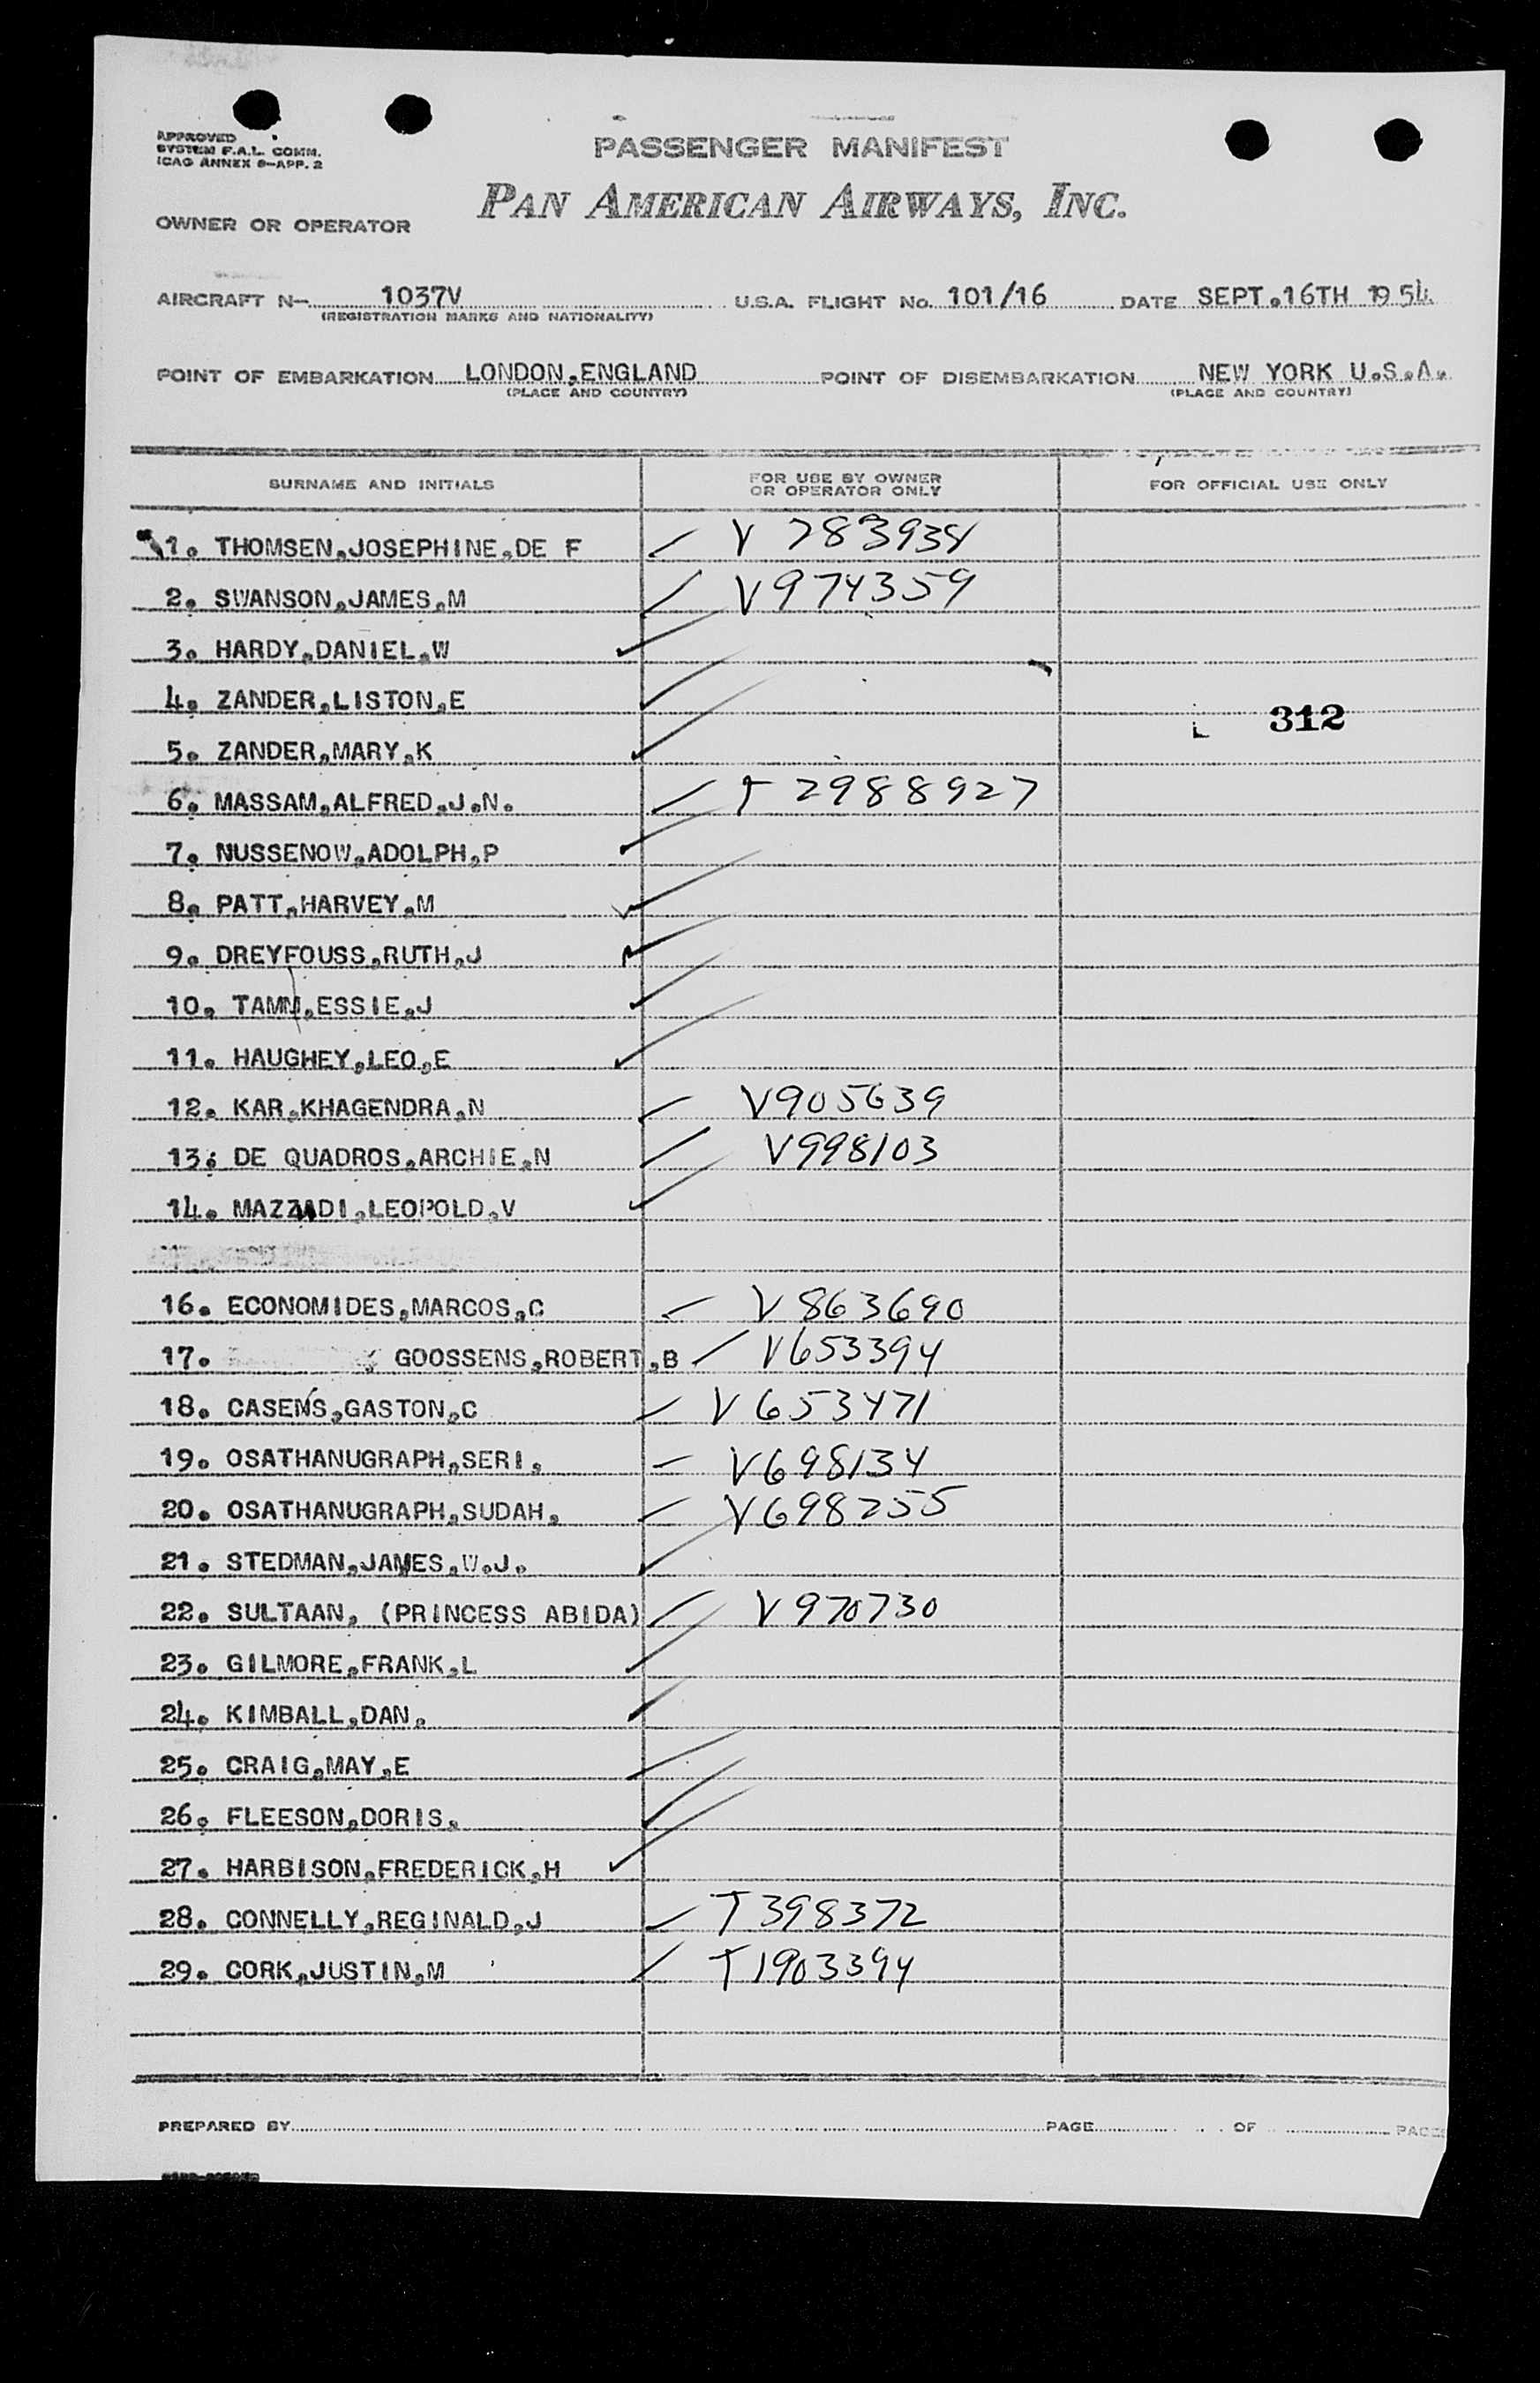 APPROVED
SYSTEM F.A.L. COMM.
ICAO ANNEX 9—APP. 2
PASSENGER MANIFEST
PAN AMERICAN AIRWAYS, INC.
OWNER OR OPERATOR
AIRCRAFT N— 1037V U.S.A. FLIGHT No. 101/16 DATE SEPT.16TH 1954
(REGISTRATION MARKS AND NATIONALITY)
POINT OF EMBARKATION LONDON,ENGLAND POINT OF DISEMBARKATION NEW YORK U.S.A.
(PLACE AND COUNTRY) (PLACE AND COUNTRY)
SURNAME AND INITIALS FOR USE BY OWNER OR OPERATOR ONLY FOR OFFICIAL USE ONLY
1. THOMSEN,JOSEPHINE,DE F V 283934
2. SWANSON,JAMES,M V974359
3. HARDY,DANIEL,W
4. ZANDER,LISTON,E
312
5. ZANDER,MARY,K
6. MASSAM,ALFRED,J.N. T 2988927
7. NUSSENOW,ADOLPH,P
8. PATT,HARVEY,M
9. DREYFOUSS,RUTH,J
10. TAMM,ESSIE,J
11. HAUGHEY,LEO,E
12. KAR,KHAGENDRA,N V905639
13. DE QUADROS,ARCHIE,N V998103
14. MAZZADI,LEOPOLD,V
16. ECONOMIDES,MARCOS,C V863690
17. GOOSSENS,ROBERT,B V653394
18. CASENS,GASTON,C V653471
19. OSATHANUGRAPH,SERI, V698134
20. OSATHANUGRAPH,SUDAH, V698255
21. STEDMAN,JAMES,W.J.
22. SULTAAN, (PRINCESS ABIDA) V970730
23. GILMORE,FRANK,L
24. KIMBALL,DAN,
25. CRAIG,MAY,E
26. FLEESON,DORIS,
27. HARBISON,FREDERICK,H
28. CONNELLY,REGINALD,J T398372
29. CORK,JUSTIN,M T1903394
PREPARED BY PAGE OF PAGES